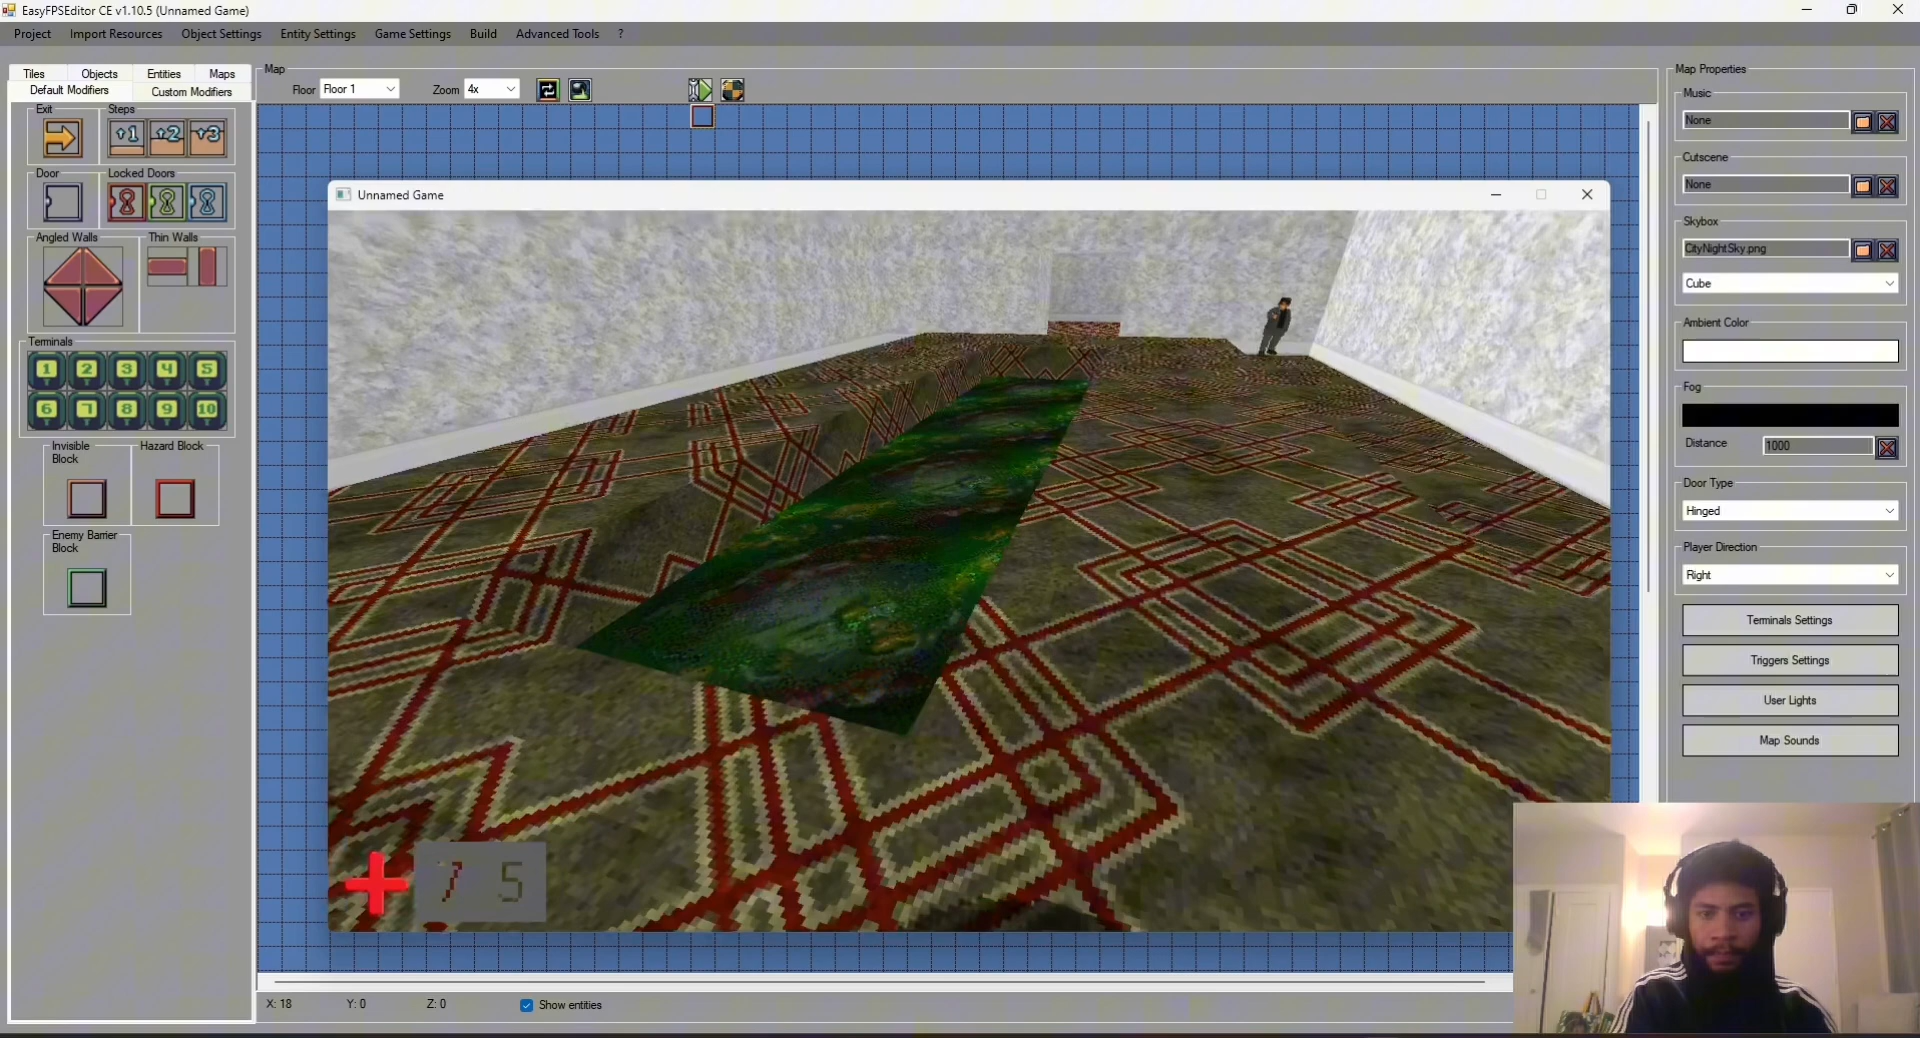 EasyFPSEditor CE v1.10.5 (Unnamed Game)
Project Import Resources Object Settings Entity Settings Game Settings Build Advanced Tools ?
Tiles Objects Entities Maps
Default Modifiers Custom Modifiers
Exit Steps
↑1 ↑2 ↑3
Door Locked Doors
Angled Walls Thin Walls
Terminals
1 2 3 4 5
6 7 8 9 10
Invisible Block
Hazard Block
Enemy Barrier Block
Map
Floor Floor 1 Zoom 4x
Unnamed Game
7 5
X: 18 Y: 0 Z: 0 Show entities
Map Properties
Music
None
Cutscene
None
Skybox
CityNightSky.png
Cube
Ambient Color
Fog
Distance 1000
Door Type
Hinged
Player Direction
Right
Terminals Settings
Triggers Settings
User Lights
Map Sounds